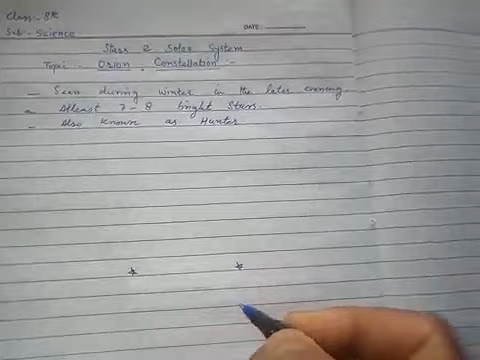 Class - 8th
Sub - Science
DATE :
Stars & Solar System
Topic - Orion Constellation :-
— Seen during winter in the later evening
— Atleast 7 - 8 bright Stars.
— Also known as Hunter